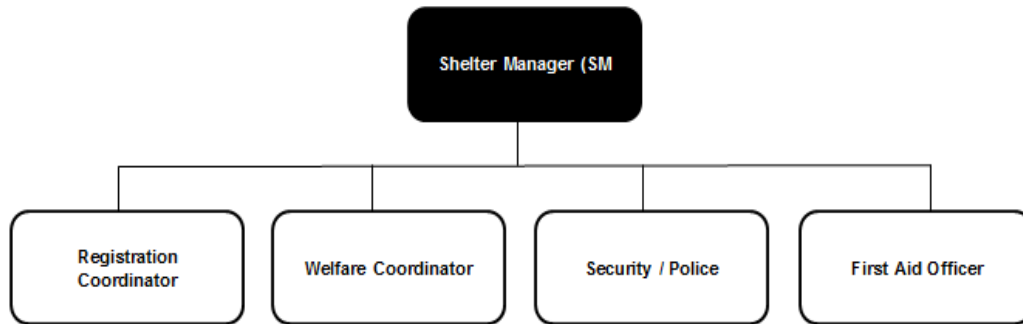 Shelter Manager (SM
Registration
Coordinator
Welfare Coordinator
Security / Police
First Aid Officer